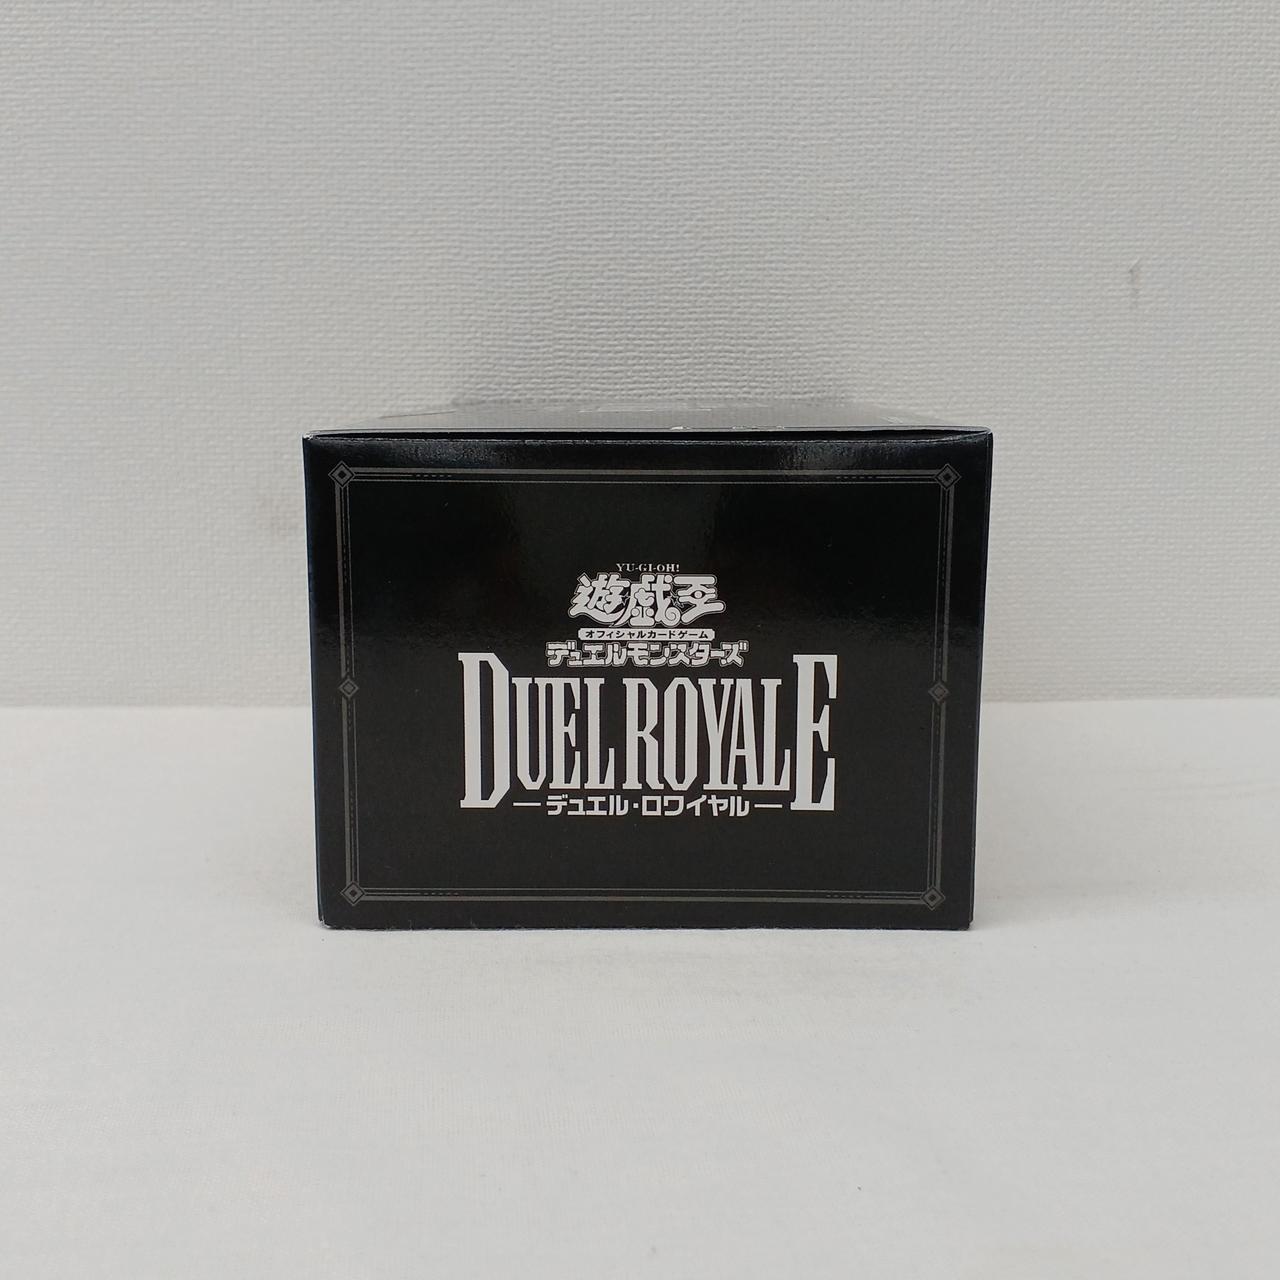 YU-GI-OH!
遊戯王
オフィシャルカードゲーム
デュエルモンスターズ
DUEL ROYALE
デュエル・ロワイヤル